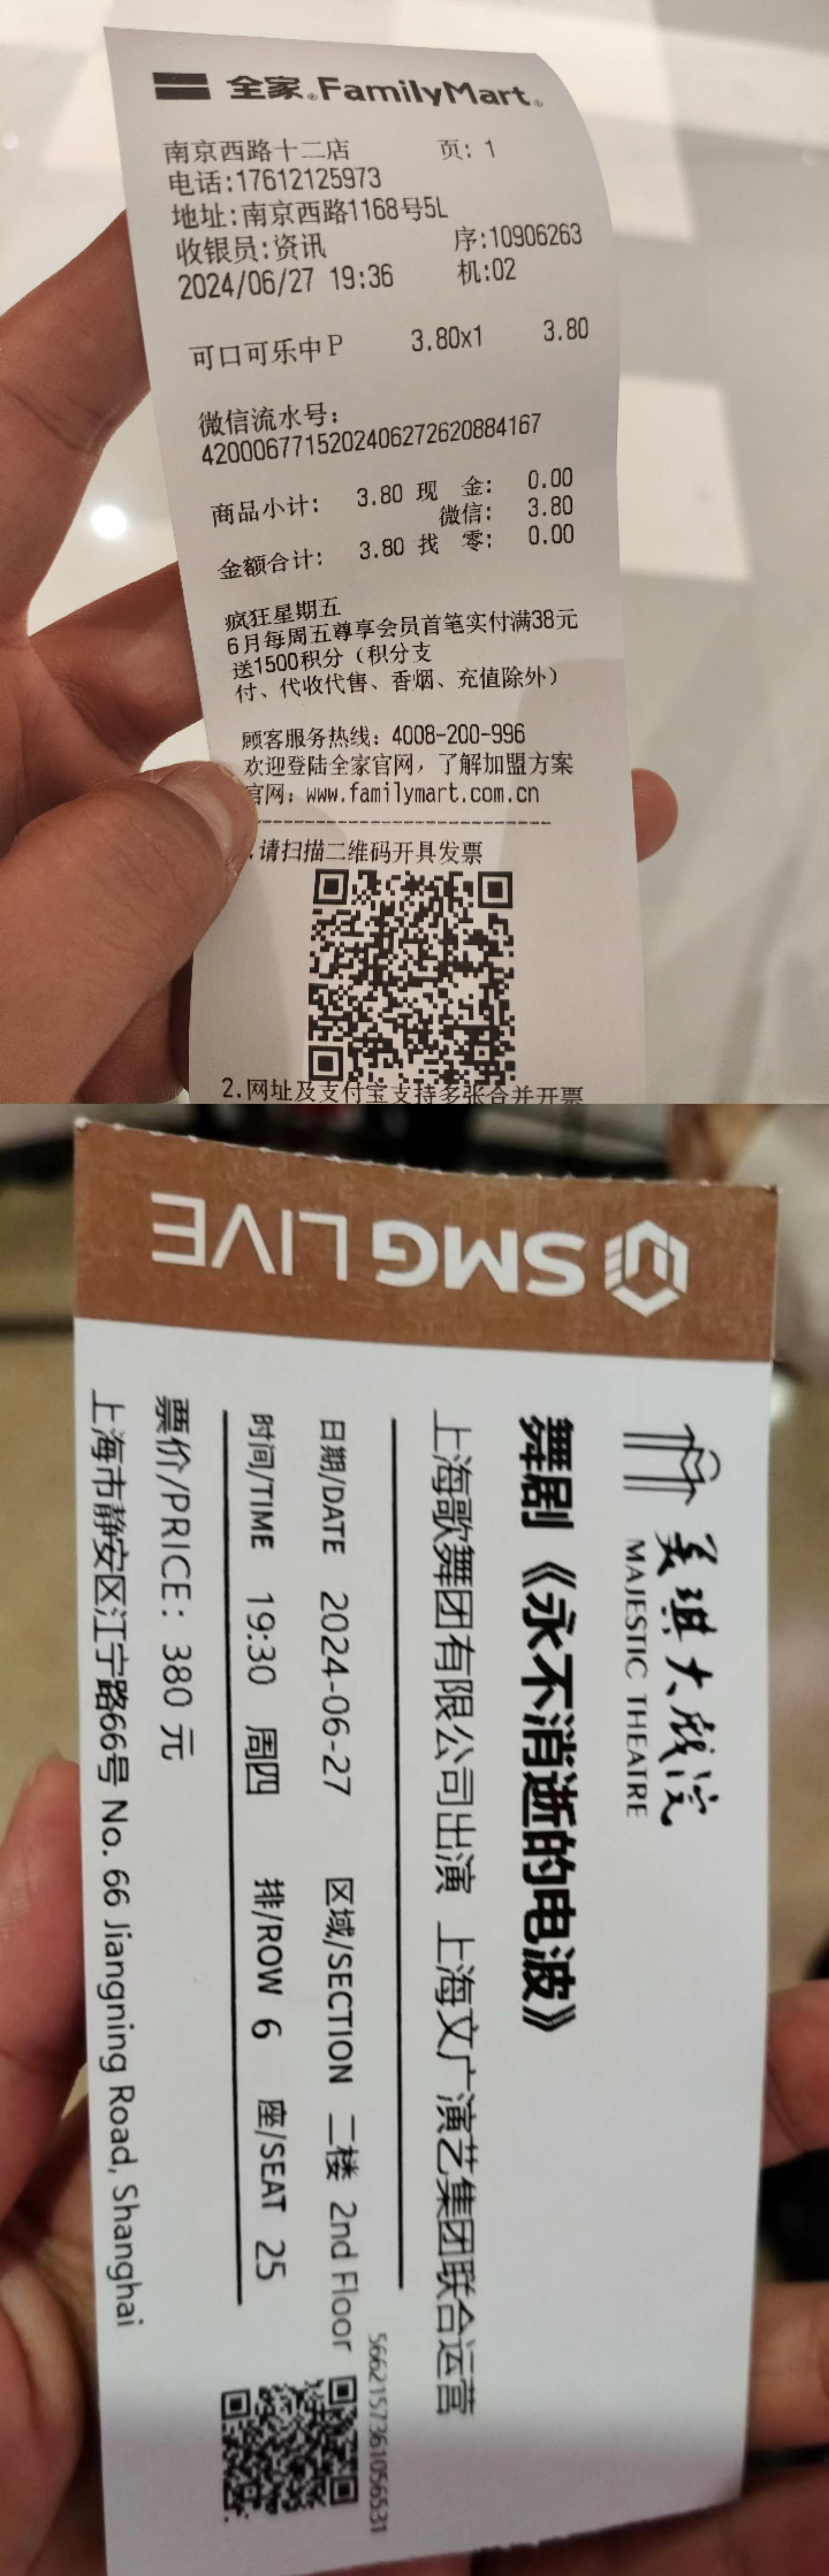 全家 FamilyMart
南京西路十二店 页: 1
电话:17612125973
地址:南京西路1168号5L
收银员:资讯 序:10906263
2024/06/27 19:36 机:02
可口可乐中P 3.80x1 3.80
微信流水号:
4200067715202406272620884167
商品小计: 3.80 现 金: 0.00
微信: 3.80
金额合计: 3.80 找 零: 0.00
疯狂星期五
6月每周五尊享会员首笔实付满38元
送1500积分（积分支
付、代收代售、香烟、充值除外）
顾客服务热线: 4008-200-996
欢迎登陆全家官网，了解加盟方案
官网: www.familymart.com.cn
.请扫描二维码开具发票
2.网址及支付宝支持多张合并开票
SMG LIVE
美琪大戏院
MAJESTIC THEATRE
舞剧《永不消逝的电波》
上海歌舞团有限公司出演 上海文广演艺集团联合运营
日期/DATE 2024-06-27 区域/SECTION 二楼 2nd Floor
时间/TIME 19:30 周四 排/ROW 6 座/SEAT 25
票价/PRICE: 380 元
上海市静安区江宁路66号 No. 66 Jiangning Road, Shanghai
5662157361056531